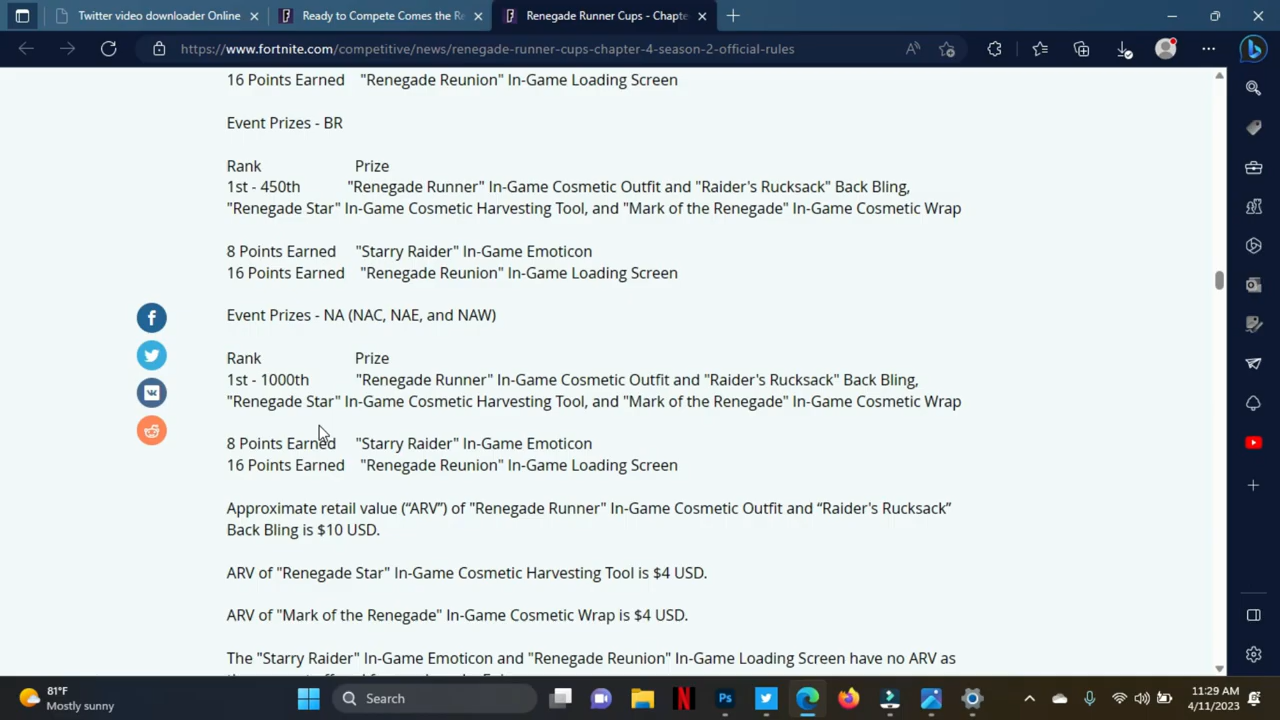 Twitter video downloader Online
Ready to Compete Comes the Re
Renegade Runner Cups - Chapte
https://www.fortnite.com/competitive/news/renegade-runner-cups-chapter-4-season-2-official-rules
16 Points Earned "Renegade Reunion" In-Game Loading Screen
Event Prizes - BR
Rank Prize
1st - 450th "Renegade Runner" In-Game Cosmetic Outfit and "Raider's Rucksack" Back Bling,
"Renegade Star" In-Game Cosmetic Harvesting Tool, and "Mark of the Renegade" In-Game Cosmetic Wrap
8 Points Earned "Starry Raider" In-Game Emoticon
16 Points Earned "Renegade Reunion" In-Game Loading Screen
Event Prizes - NA (NAC, NAE, and NAW)
Rank Prize
1st - 1000th "Renegade Runner" In-Game Cosmetic Outfit and "Raider's Rucksack" Back Bling,
"Renegade Star" In-Game Cosmetic Harvesting Tool, and "Mark of the Renegade" In-Game Cosmetic Wrap
8 Points Earned "Starry Raider" In-Game Emoticon
16 Points Earned "Renegade Reunion" In-Game Loading Screen
Approximate retail value (“ARV”) of "Renegade Runner" In-Game Cosmetic Outfit and “Raider's Rucksack”
Back Bling is $10 USD.
ARV of "Renegade Star" In-Game Cosmetic Harvesting Tool is $4 USD.
ARV of "Mark of the Renegade" In-Game Cosmetic Wrap is $4 USD.
The "Starry Raider" In-Game Emoticon and "Renegade Reunion" In-Game Loading Screen have no ARV as
81°F
Mostly sunny
Search
11:29 AM
4/11/2023